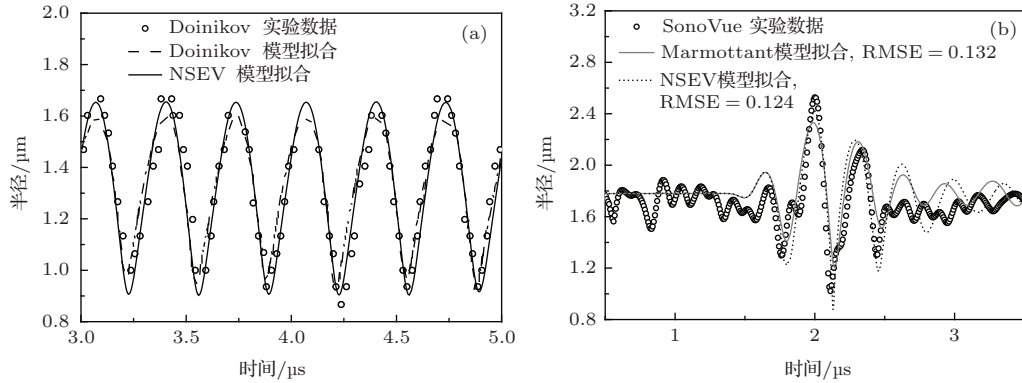 (a)
Doinikov 实验数据
Doinikov 模型拟合
NSEV 模型拟合
2.0
1.8
1.6
1.4
1.2
1.0
0.8
半径/μm
3.0
3.5
4.0
4.5
5.0
时间/μs
(b)
SonoVue 实验数据
Marmottant模型拟合, RMSE = 0.132
NSEV模型拟合,
RMSE = 0.124
3.2
2.8
2.4
2.0
1.6
1.2
0.8
半径/μm
1
2
3
时间/μs